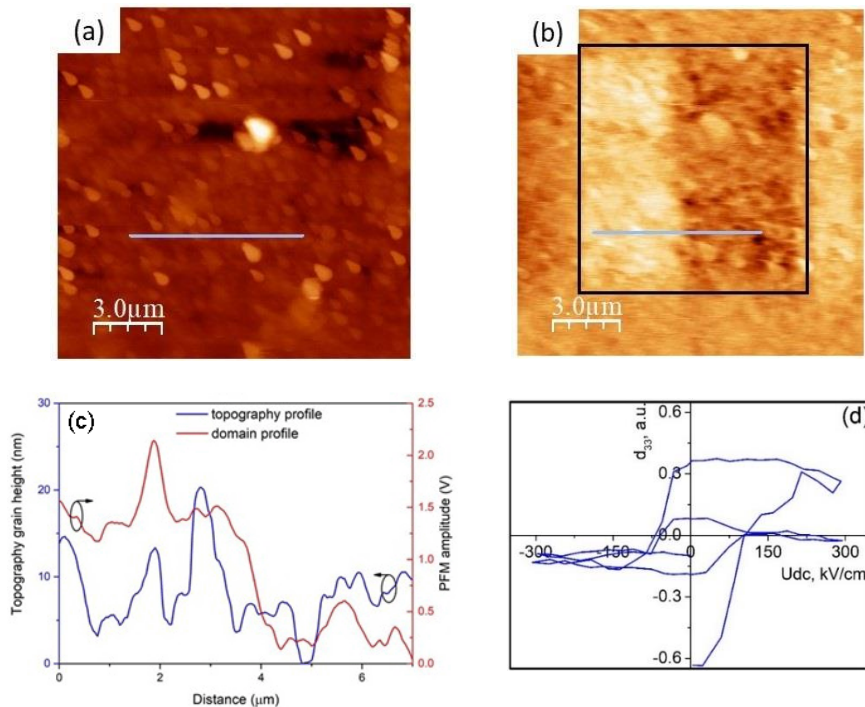 (a)
3.0μm
(b)
3.0μm
(c)
topography profile
domain profile
Topography grain height (nm)
30
20
10
0
PFM amplitude (V)
2.5
2.0
1.5
1.0
0.5
0.0
0
2
4
6
Distance (μm)
(d)
d33, a.u.
0.6
0.3
0.0
-0.3
-0.6
-300
-150
0
150
300
Udc, kV/cm